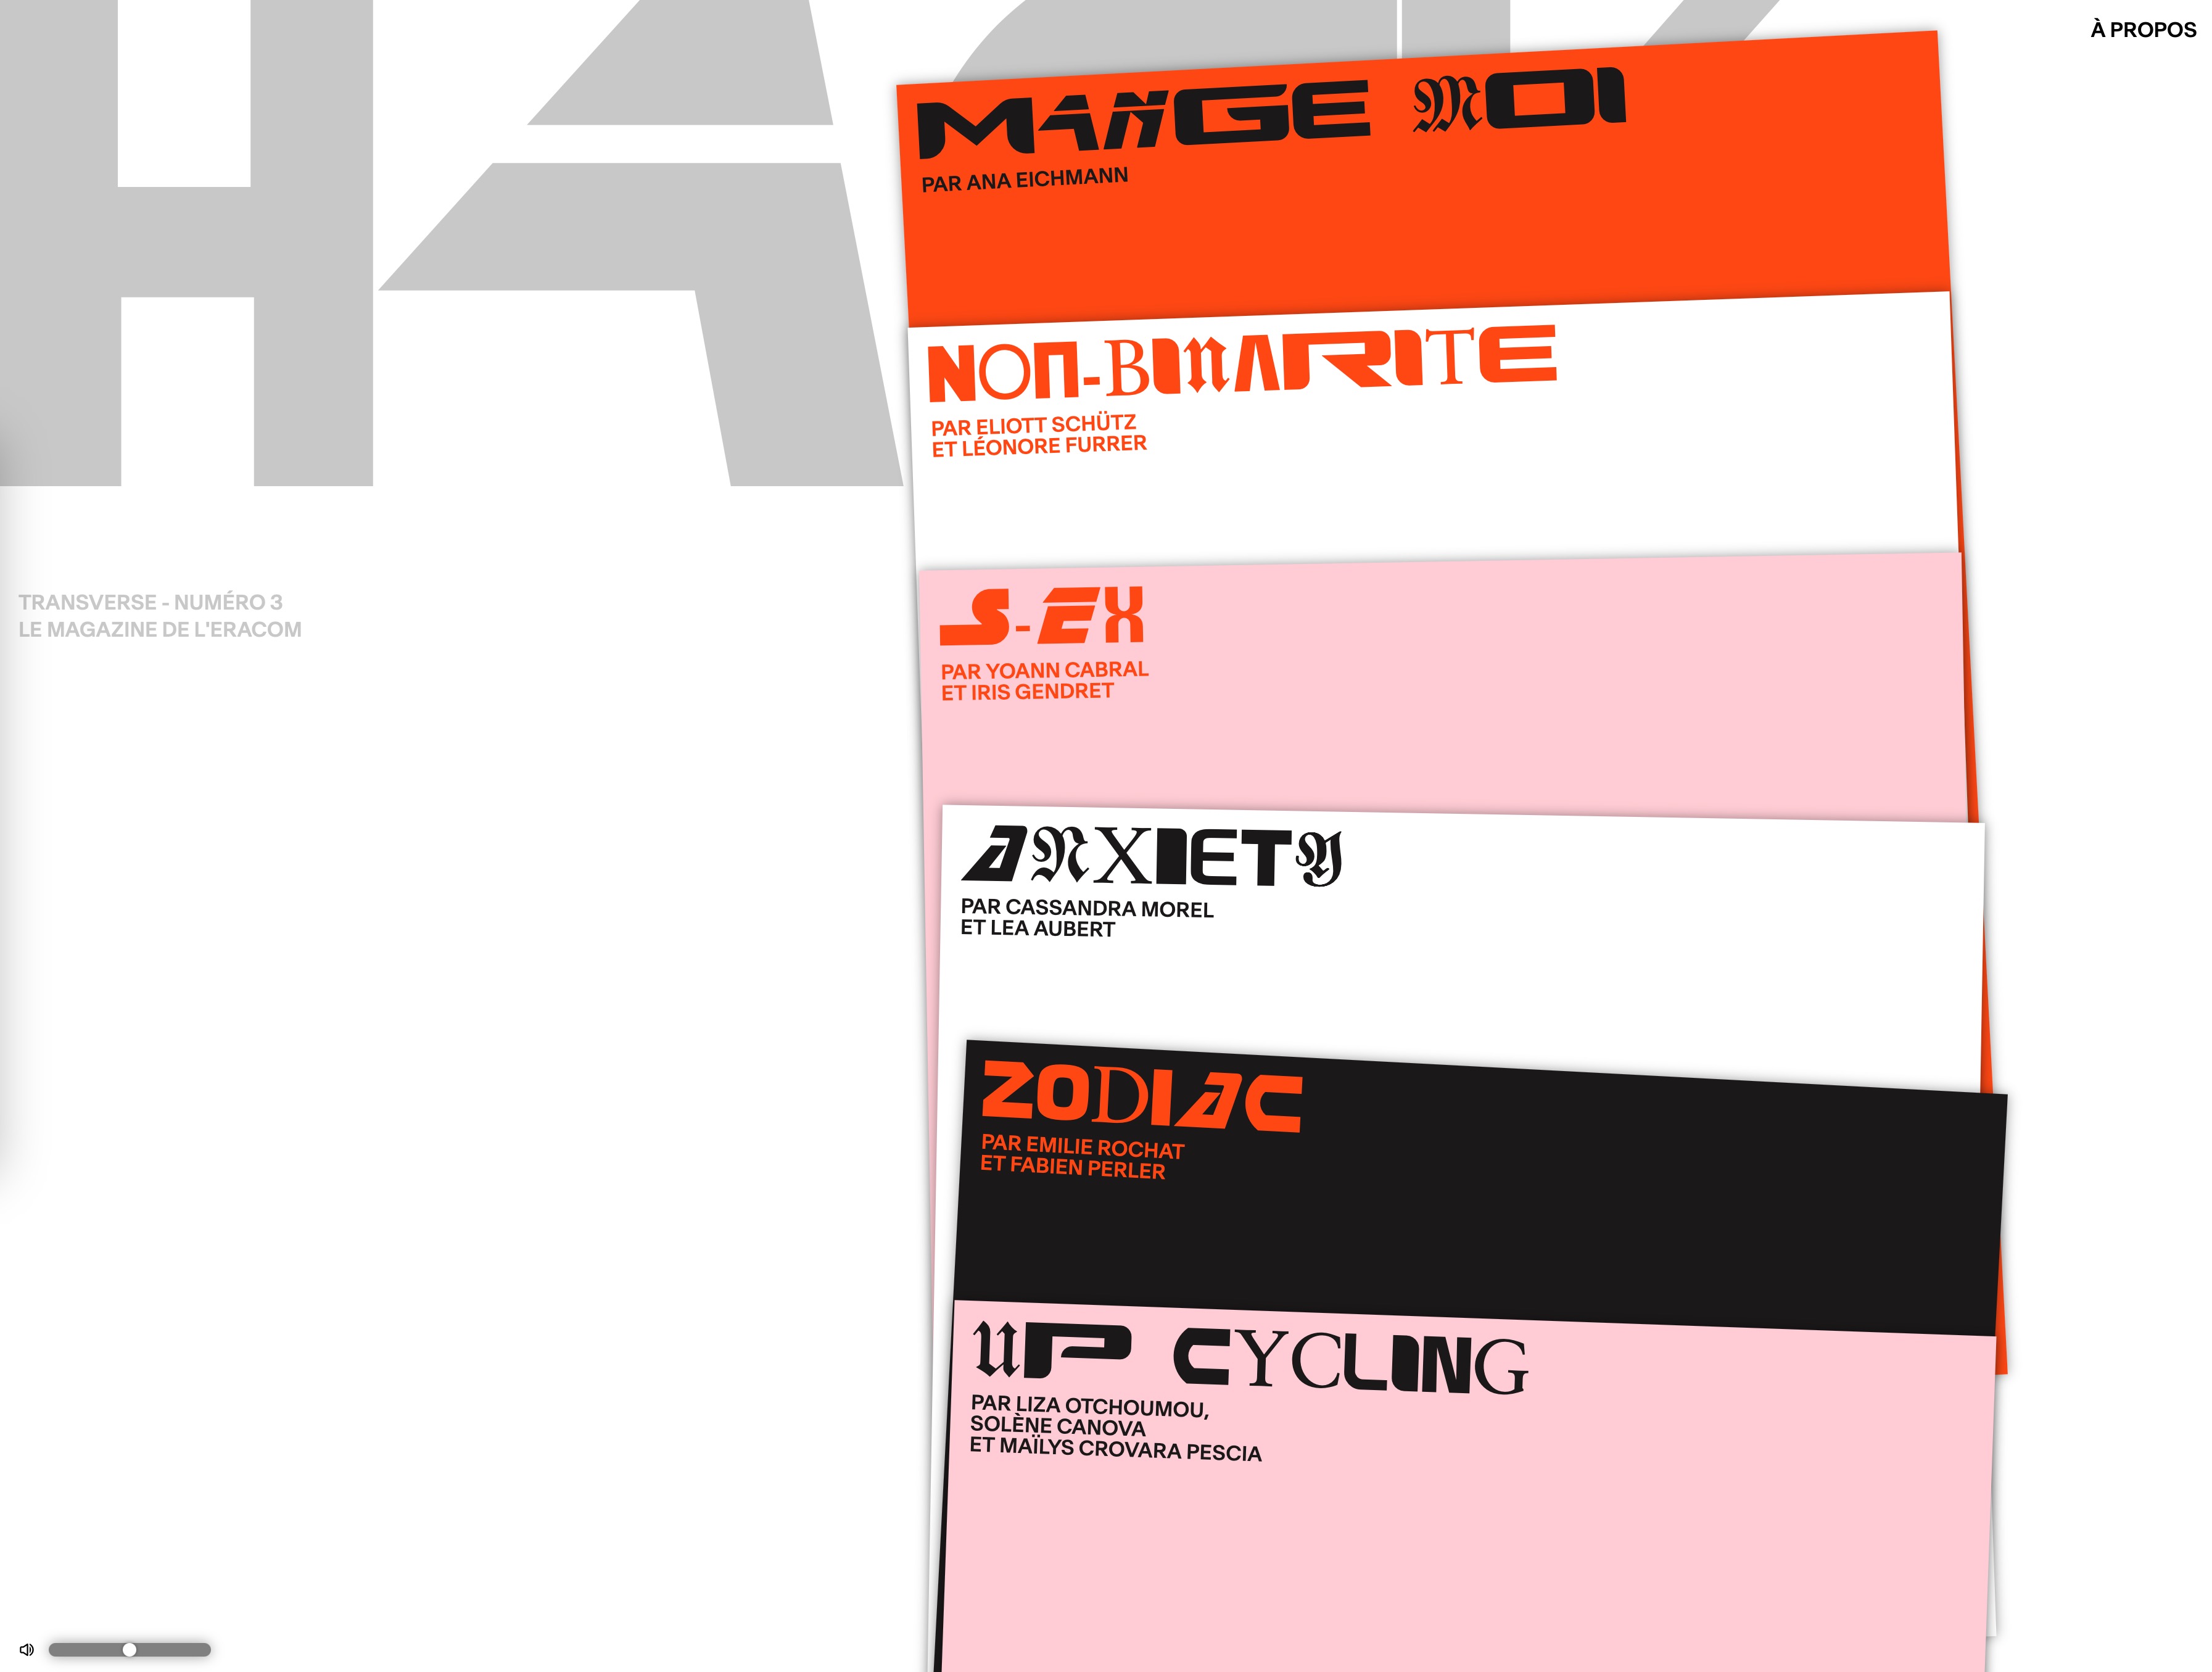 HACK
À PROPOS
MANGE MOI
PAR ANA EICHMANN
NON-BINARITE
PAR ELIOTT SCHÜTZ
ET LÉONORE FURRER
TRANSVERSE - NUMÉRO 3
LE MAGAZINE DE L'ERACOM
S-EX
PAR YOANN CABRAL
ET IRIS GENDRET
ANXIETY
PAR CASSANDRA MOREL
ET LEA AUBERT
ZODIAC
PAR EMILIE ROCHAT
ET FABIEN PERLER
UP CYCLING
PAR LIZA OTCHOUMOU,
SOLÈNE CANOVA
ET MAÏLYS CROVARA PESCIA